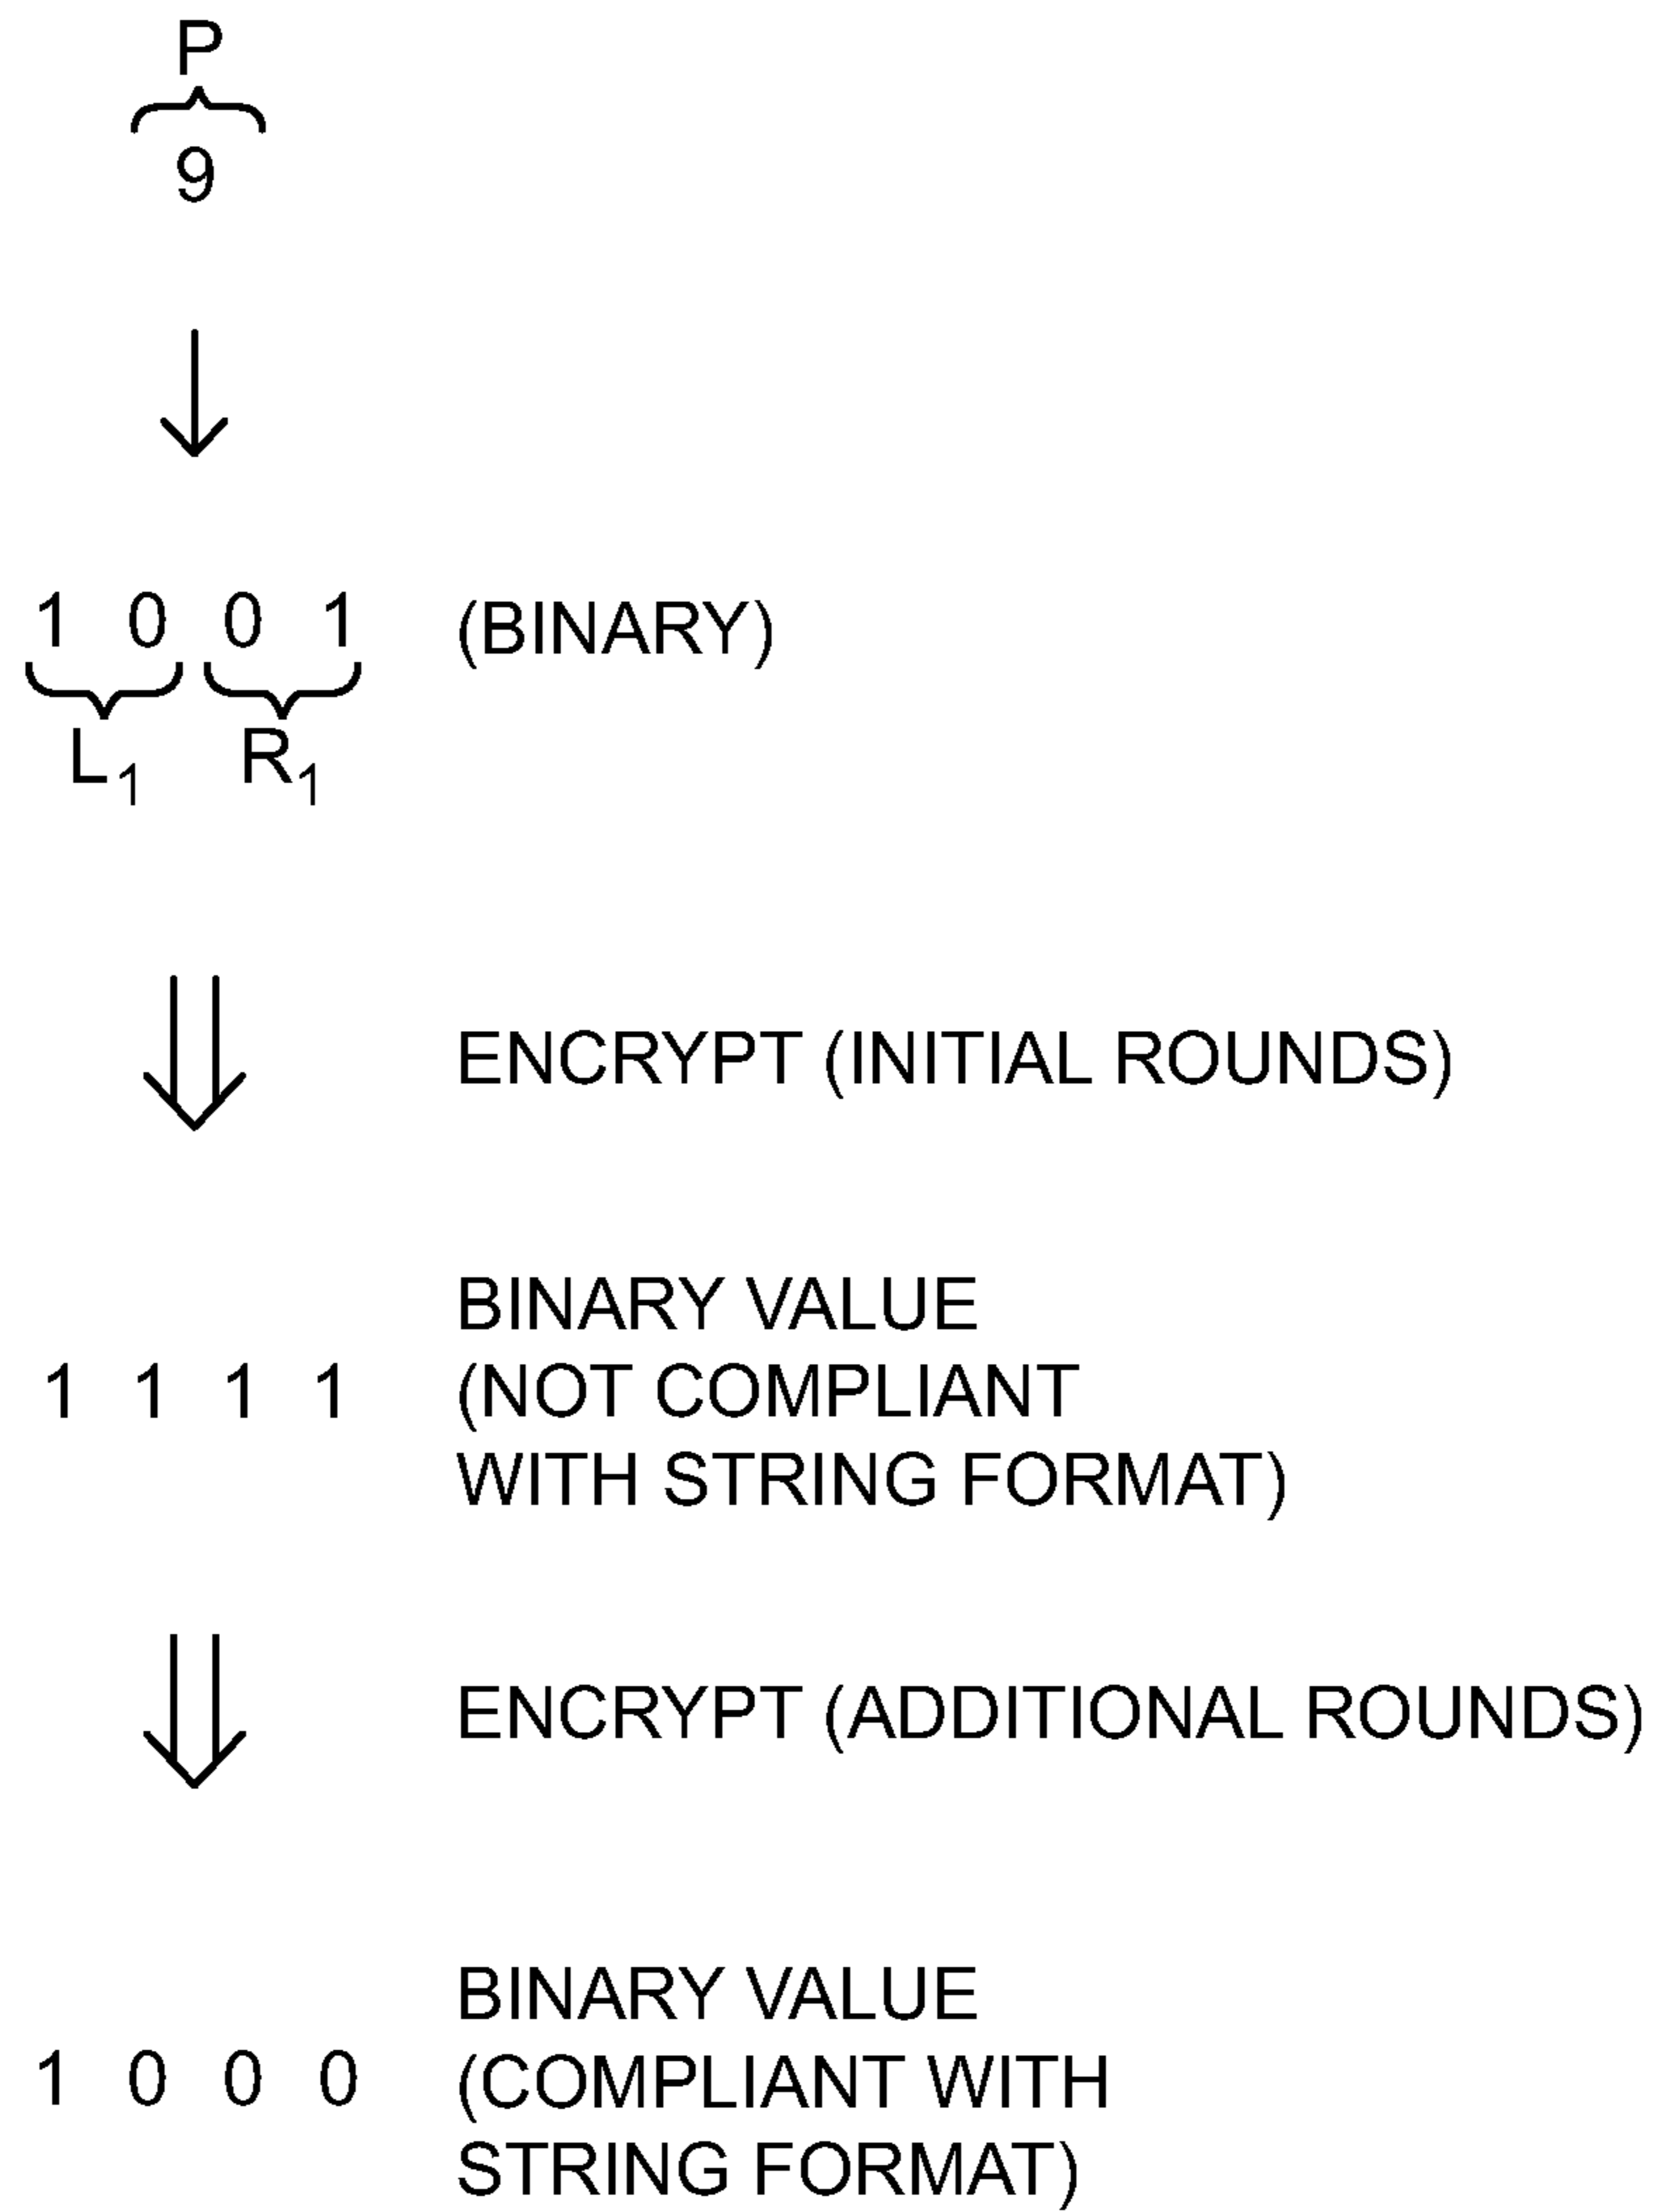 P
9
1 0 0 1 (BINARY)
L1 R1
ENCRYPT (INITIAL ROUNDS)
BINARY VALUE
1 1 1 1 (NOT COMPLIANT
WITH STRING FORMAT)
ENCRYPT (ADDITIONAL ROUNDS)
BINARY VALUE
1 0 0 0 (COMPLIANT WITH
STRING FORMAT)